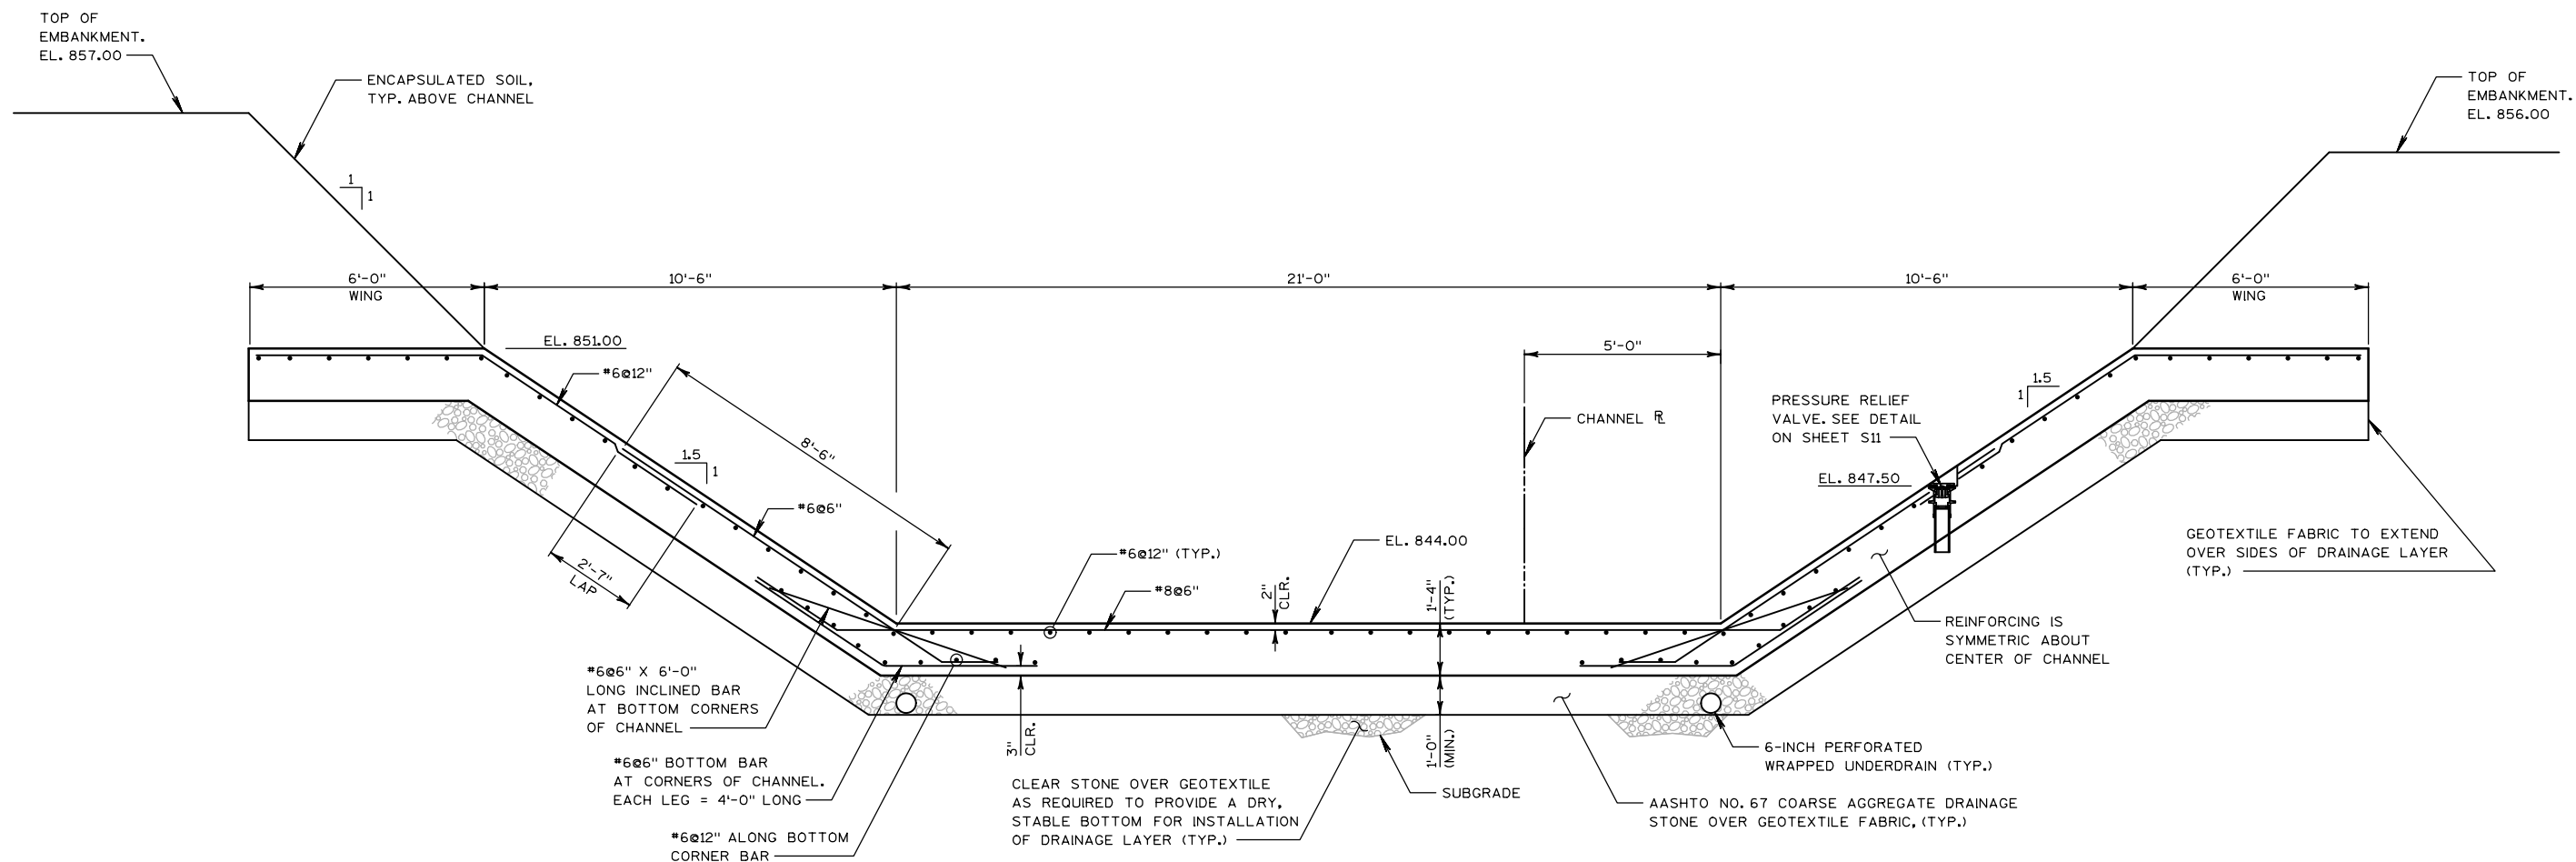 TOP OF
EMBANKMENT.
EL. 857.00
ENCAPSULATED SOIL,
TYP. ABOVE CHANNEL
TOP OF
EMBANKMENT.
EL. 856.00
1
1
6'-0"
WING
10'-6"
21'-0"
10'-6"
6'-0"
WING
EL. 851.00
5'-0"
#6@12"
8'-6"
1.5
1
1.5
1
CHANNEL ℞
PRESSURE RELIEF
VALVE. SEE DETAIL
ON SHEET S11
EL. 847.50
#6@6"
2'-7"
LAP
#6@12" (TYP.)
#8@6"
2"
CLR.
EL. 844.00
1'-4"
(TYP.)
GEOTEXTILE FABRIC TO EXTEND
OVER SIDES OF DRAINAGE LAYER
(TYP.)
REINFORCING IS
SYMMETRIC ABOUT
CENTER OF CHANNEL
#6@6" X 6'-0"
LONG INCLINED BAR
AT BOTTOM CORNERS
OF CHANNEL
3"
CLR.
1'-0"
(MIN.)
6-INCH PERFORATED
WRAPPED UNDERDRAIN (TYP.)
#6@6" BOTTOM BAR
AT CORNERS OF CHANNEL.
EACH LEG = 4'-0" LONG
CLEAR STONE OVER GEOTEXTILE
AS REQUIRED TO PROVIDE A DRY,
STABLE BOTTOM FOR INSTALLATION
OF DRAINAGE LAYER (TYP.)
SUBGRADE
AASHTO NO. 67 COARSE AGGREGATE DRAINAGE
STONE OVER GEOTEXTILE FABRIC, (TYP.)
#6@12" ALONG BOTTOM
CORNER BAR